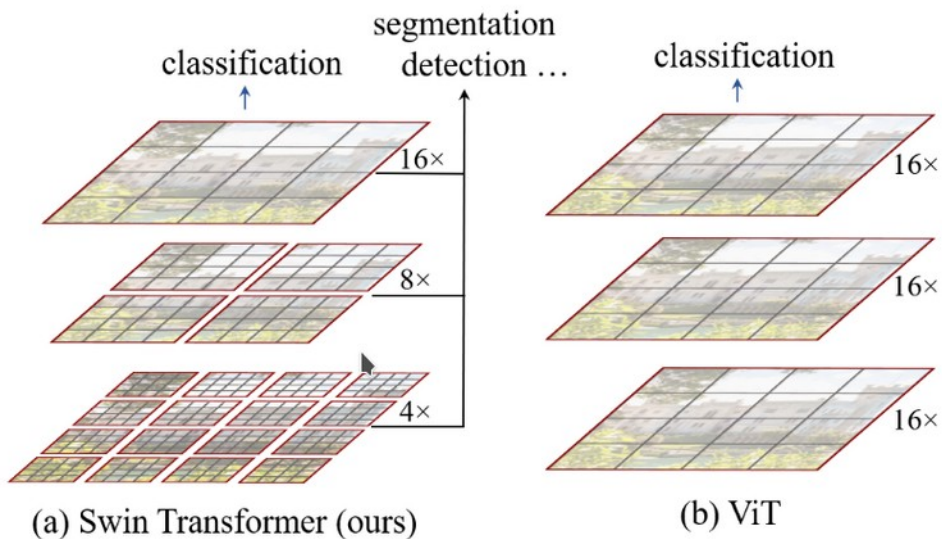 segmentation
classification
detection ...
16×
8×
4×
(a) Swin Transformer (ours)
classification
16×
16×
16×
(b) ViT